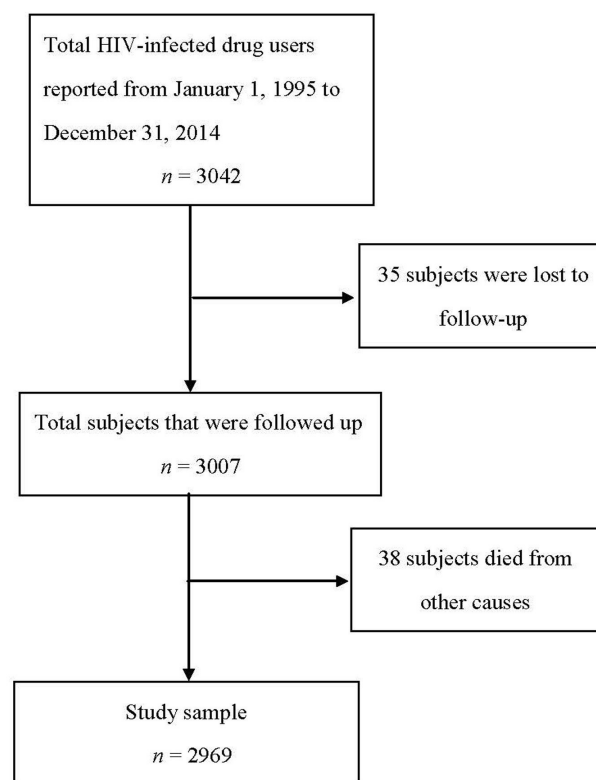 Total HIV-infected drug users
reported from January 1, 1995 to
December 31, 2014
n = 3042
35 subjects were lost to
follow-up
Total subjects that were followed up
n = 3007
38 subjects died from
other causes
Study sample
n = 2969